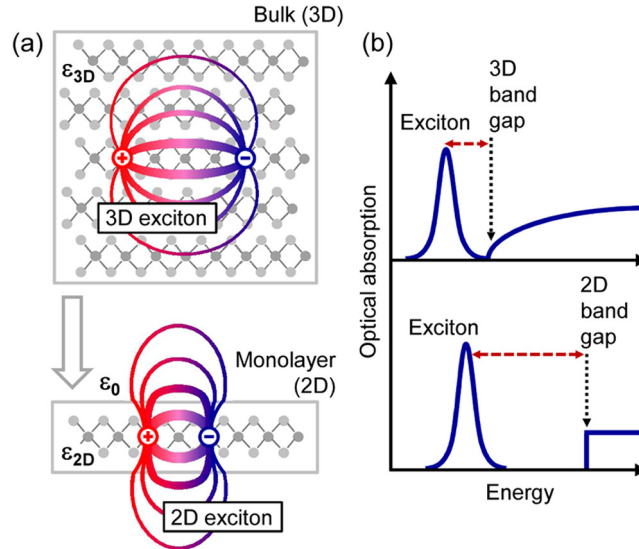 (a)
Bulk (3D)
ε3D
+
−
3D exciton
Monolayer
(2D)
ε0
+
−
ε2D
2D exciton
(b)
3D
band
gap
Exciton
2D
band
gap
Exciton
Optical absorption
Energy